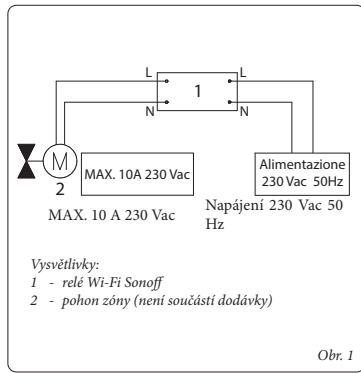 L L
1
N N
M
2
MAX. 10A 230 Vac
Alimentazione
230 Vac 50Hz
MAX. 10 A 230 Vac
Napájení 230 Vac 50
Hz
Vysvětlivky:
1 - relé Wi-Fi Sonoff
2 - pohon zóny (není součástí dodávky)
Obr. 1